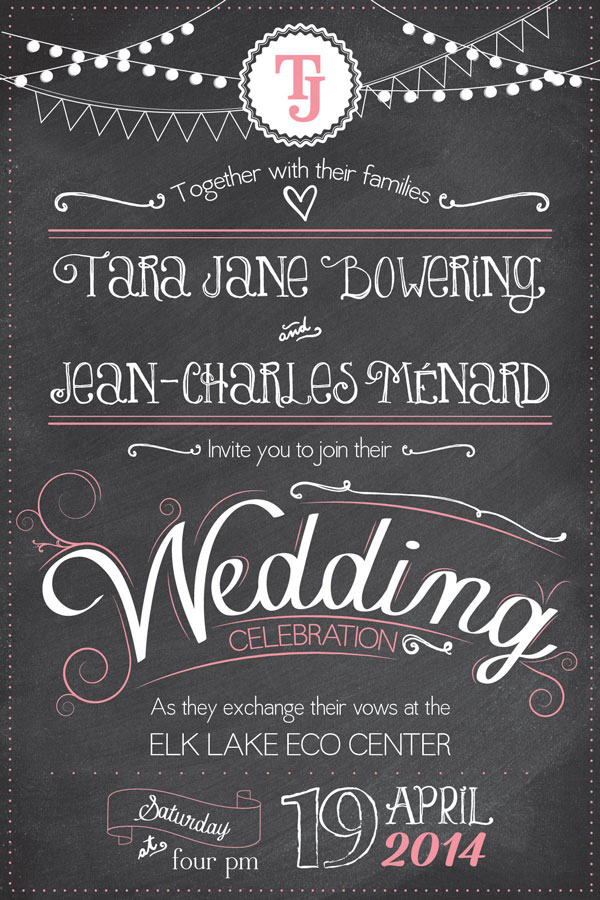 TJ
Together with their families
TARA JANE BOWERING
and
JEAN-CHARLES MÉNARD
Invite you to join their
Wedding
CELEBRATION
As they exchange their vows at the
ELK LAKE ECO CENTER
Saturday
at
four pm
19
APRIL
2014